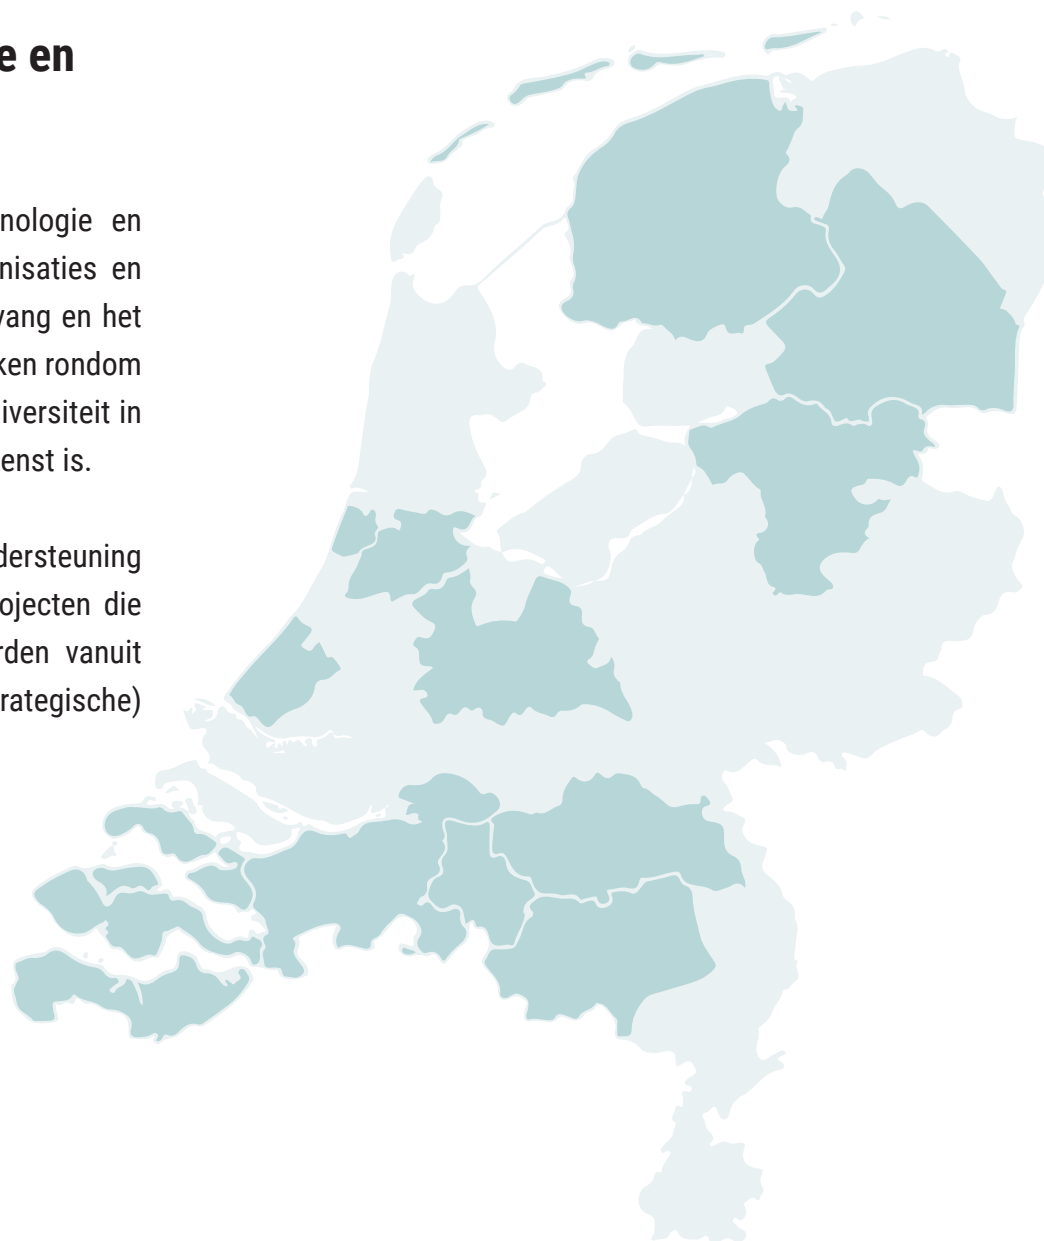 e en
nologie en
nisaties en
vang en het
ken rondom
iversiteit in
enst is.
dersteuning
ojecten die
rden vanuit
rategische)